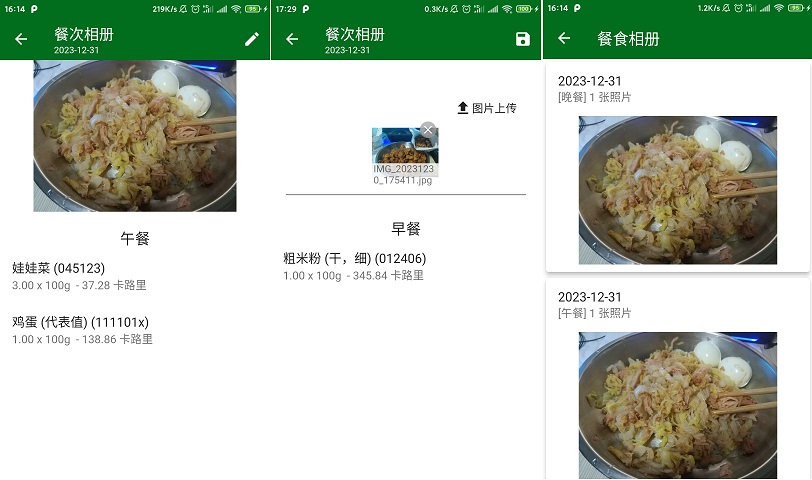 16:14
219K/s
95
餐次相册
2023-12-31
午餐
娃娃菜 (045123)
3.00 x 100g - 37.28 卡路里
鸡蛋 (代表值) (111101x)
1.00 x 100g - 138.86 卡路里
17:29
0.3K/s
100
餐次相册
2023-12-31
图片上传
IMG_2023123
0_175411.jpg
早餐
粗米粉 (干，细) (012406)
1.00 x 100g - 345.84 卡路里
16:14
1.2K/s
95
餐食相册
2023-12-31
[晚餐] 1 张照片
2023-12-31
[午餐] 1 张照片